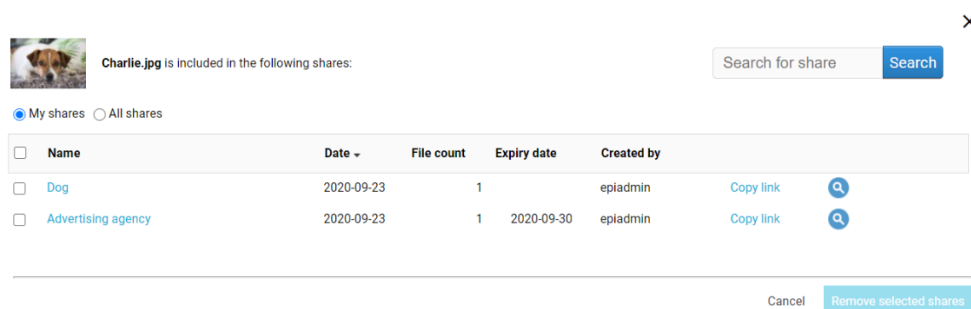 Charlie.jpg is included in the following shares:
Search for share
Search
My shares All shares
Name Date File count Expiry date Created by
Dog 2020-09-23 1 epiadmin Copy link
Advertising agency 2020-09-23 1 2020-09-30 epiadmin Copy link
Cancel Remove selected shares